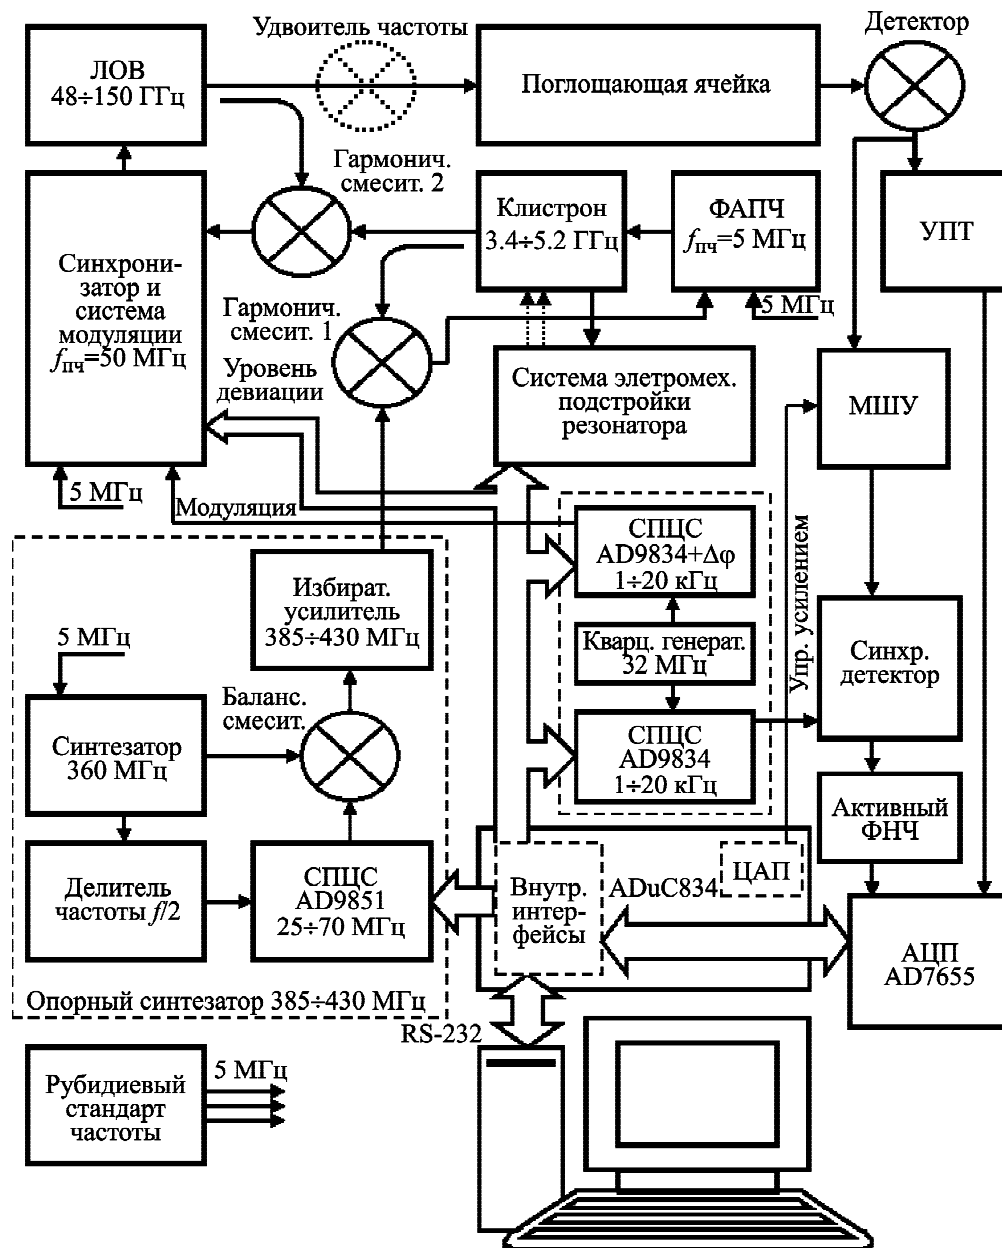 Удвоитель частоты
Детектор
ЛОВ
48÷150 ГГц
Поглощающая ячейка
Гармонич.
смесит. 2
Клистрон
3.4÷5.2 ГГц
ФАПЧ
fпч=5 МГц
УПТ
Синхрони-
затор и
система
модуляции
fпч=50 МГц
Гармонич.
смесит. 1
5 МГц
Уровень
девиации
Система элетромех.
подстройки
резонатора
МШУ
5 МГц
Модуляция
СПЦС
AD9834+Δφ
1÷20 кГц
Упр. усилением
Избират.
усилитель
385÷430 МГц
Кварц. генерат.
32 МГц
Синхр.
детектор
5 МГц
Баланс.
смесит.
Синтезатор
360 МГц
СПЦС
AD9834
1÷20 кГц
Активный
ФНЧ
Делитель
частоты f/2
СПЦС
AD9851
25÷70 МГц
Внутр.
интер-
фейсы
ADuC834
ЦАП
АЦП
AD7655
Опорный синтезатор 385÷430 МГц
RS-232
Рубидиевый
стандарт
частоты
5 МГц